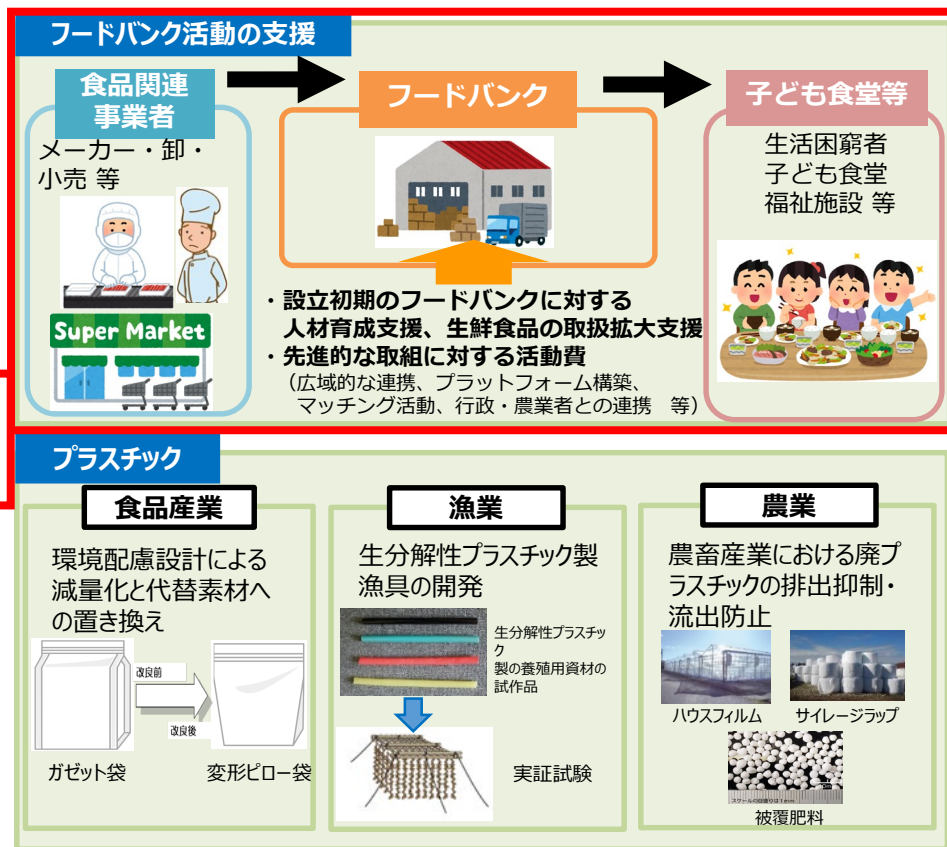 フードバンク活動の支援
食品関連
事業者
メーカー・卸・
小売 等
Super Market
フードバンク
・設立初期のフードバンクに対する
人材育成支援、生鮮食品の取扱拡大支援
・先進的な取組に対する活動費
（広域的な連携、プラットフォーム構築、
マッチング活動、行政・農業者との連携　等）
子ども食堂等
生活困窮者
子ども食堂
福祉施設 等
プラスチック
食品産業
環境配慮設計による
減量化と代替素材へ
の置き換え
改良前
改良後
ガゼット袋
変形ピロー袋
漁業
生分解性プラスチック製
漁具の開発
生分解性プラスチッ
ク
製の養殖用資材の
試作品
実証試験
農業
農畜産業における廃プ
ラスチックの排出抑制・
流出防止
ハウスフィルム
サイレージラップ
スケールの目盛りは1mm
被覆肥料